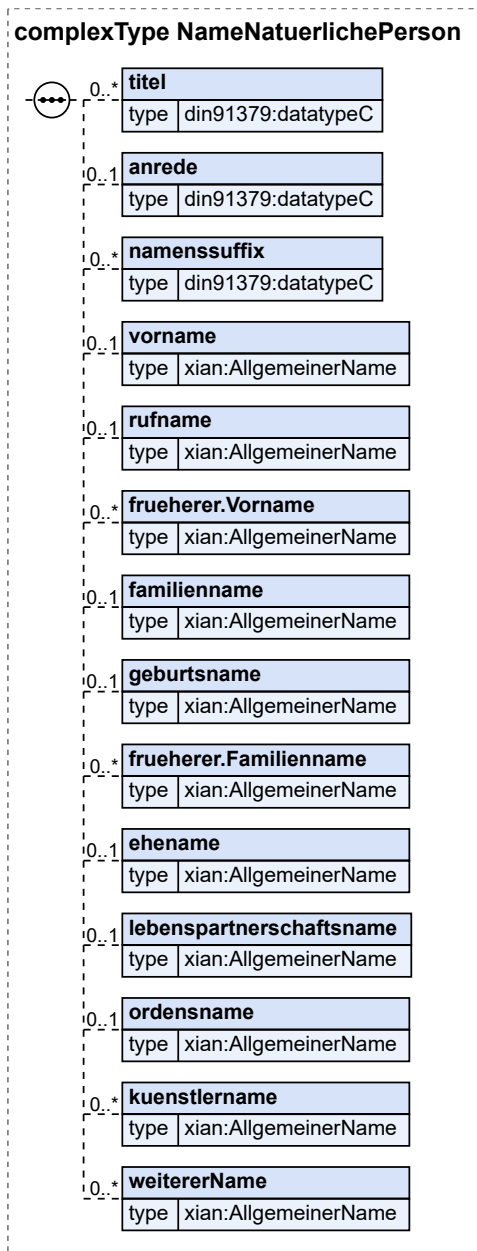 complexType NameNatuerlichePerson
0..* titel
type din91379:datatypeC
0..1 anrede
type din91379:datatypeC
0..* namenssuffix
type din91379:datatypeC
0..1 vorname
type xian:AllgemeinerName
0..1 rufname
type xian:AllgemeinerName
0..* frueherer.Vorname
type xian:AllgemeinerName
0..1 familienname
type xian:AllgemeinerName
0..1 geburtsname
type xian:AllgemeinerName
0..* frueherer.Familienname
type xian:AllgemeinerName
0..1 ehename
type xian:AllgemeinerName
0..1 lebenspartnerschaftsname
type xian:AllgemeinerName
0..1 ordensname
type xian:AllgemeinerName
0..* kuenstlername
type xian:AllgemeinerName
0..* weitererName
type xian:AllgemeinerName